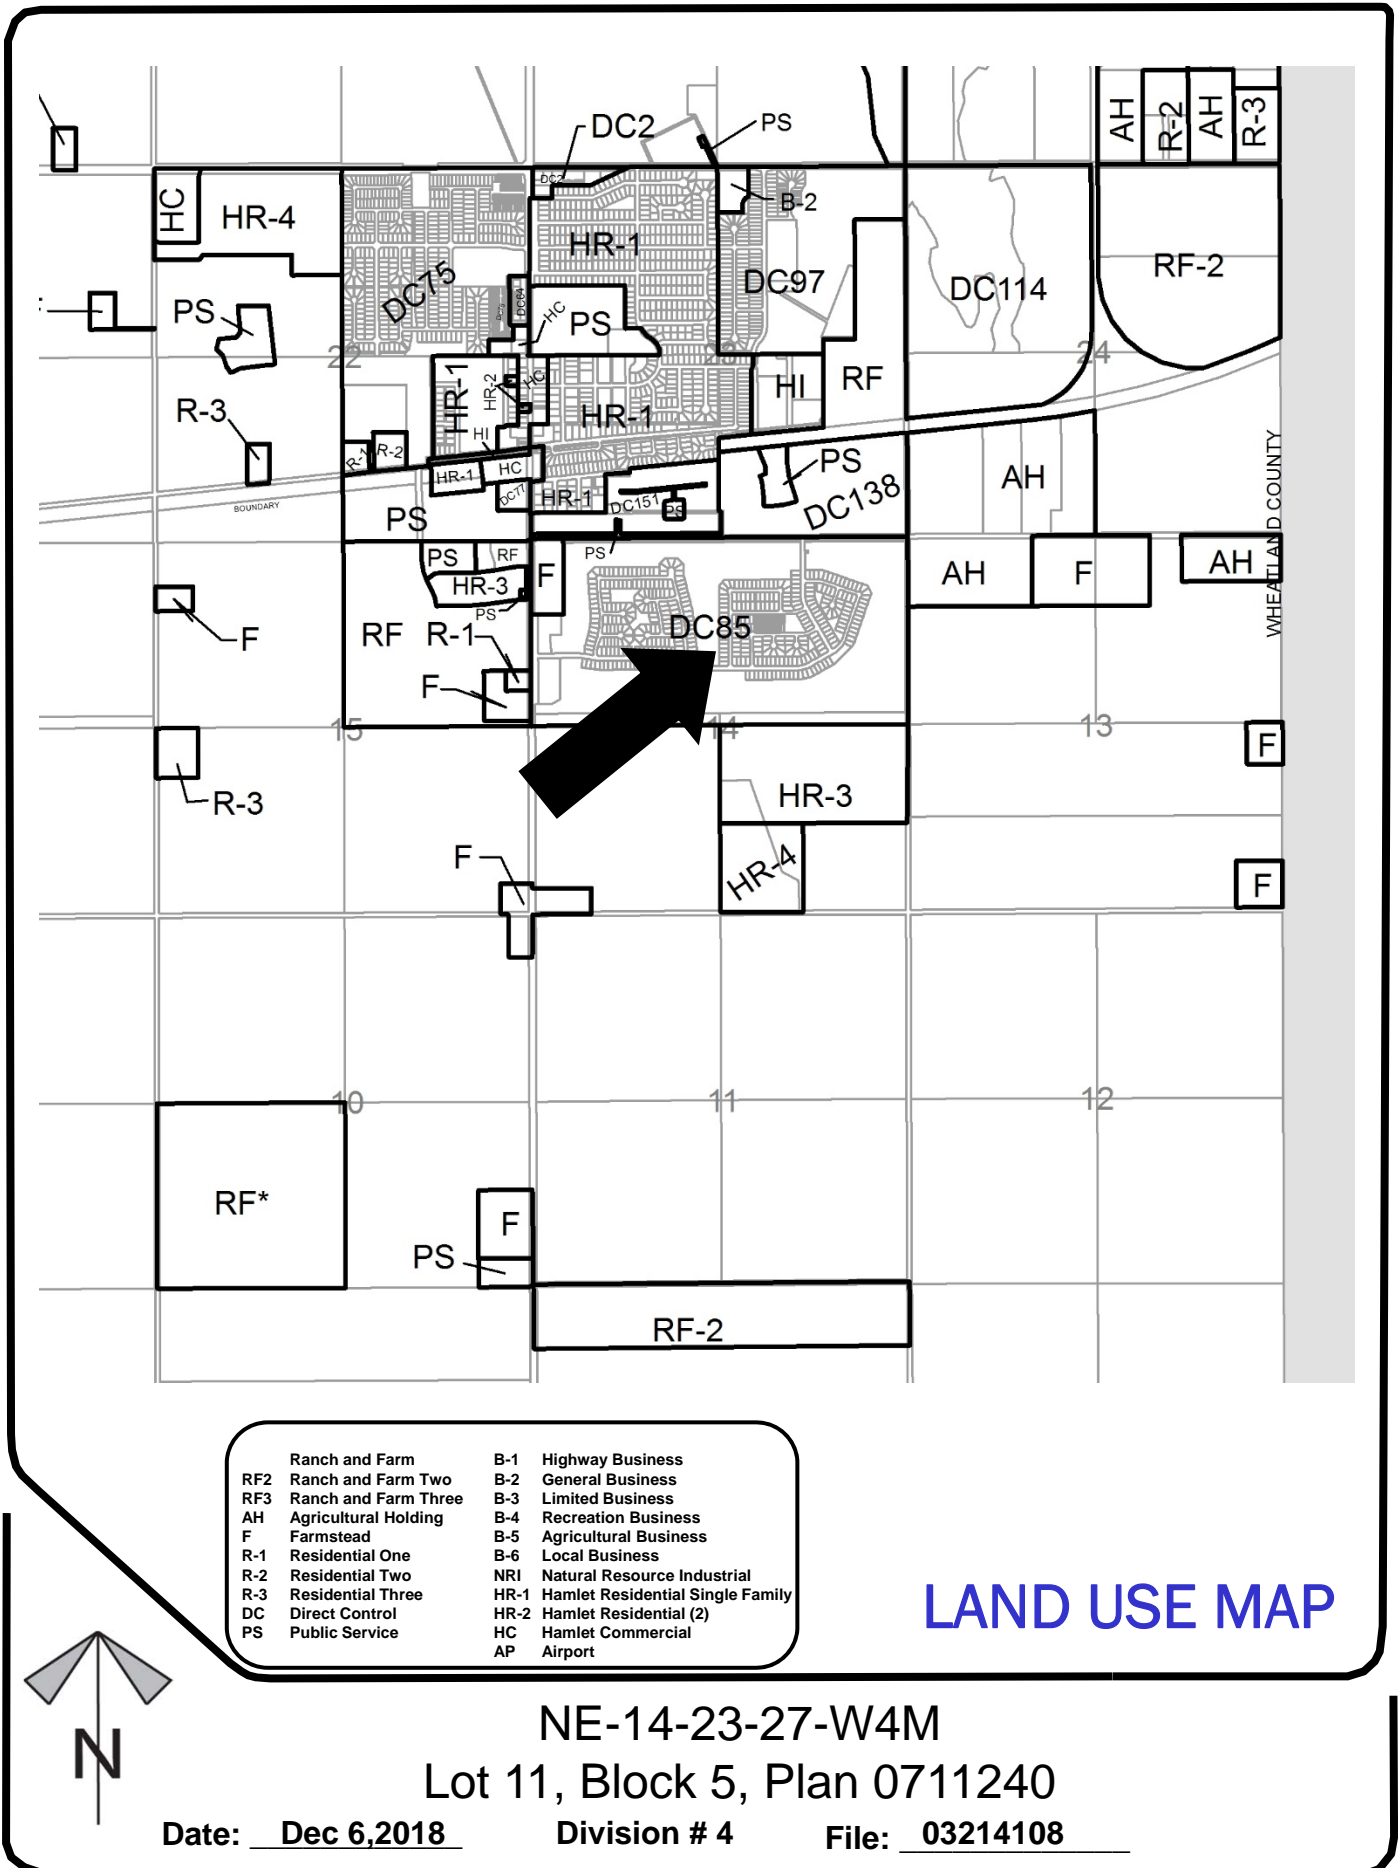 DC2
PS
AH
R-2
AH
R-3
HC
HR-4
DC2
B-2
HR-1
DC75
DC97
DC114
RF-2
PS
DC64
HC
PS
22
23
24
HR-1
HR-2
HC
HI
RF
R-3
HR-1
HI
R-1
R-2
HR-1
HC
PS
AH
WHEATLAND COUNTY
BOUNDARY
PS
DC77
HR-1
DC151
PS
DC138
PS
RF
PS
F
AH
F
AH
HR-3
PS
F
RF
R-1
DC85
F
15
14
13
F
R-3
HR-3
F
HR-4
F
10
11
12
RF*
F
PS
RF-2
Ranch and Farm
RF2 Ranch and Farm Two
RF3 Ranch and Farm Three
AH Agricultural Holding
F Farmstead
R-1 Residential One
R-2 Residential Two
R-3 Residential Three
DC Direct Control
PS Public Service
B-1 Highway Business
B-2 General Business
B-3 Limited Business
B-4 Recreation Business
B-5 Agricultural Business
B-6 Local Business
NRI Natural Resource Industrial
HR-1 Hamlet Residential Single Family
HR-2 Hamlet Residential (2)
HC Hamlet Commercial
AP Airport
LAND USE MAP
N
NE-14-23-27-W4M
Lot 11, Block 5, Plan 0711240
Date: Dec 6,2018 Division # 4 File: 03214108